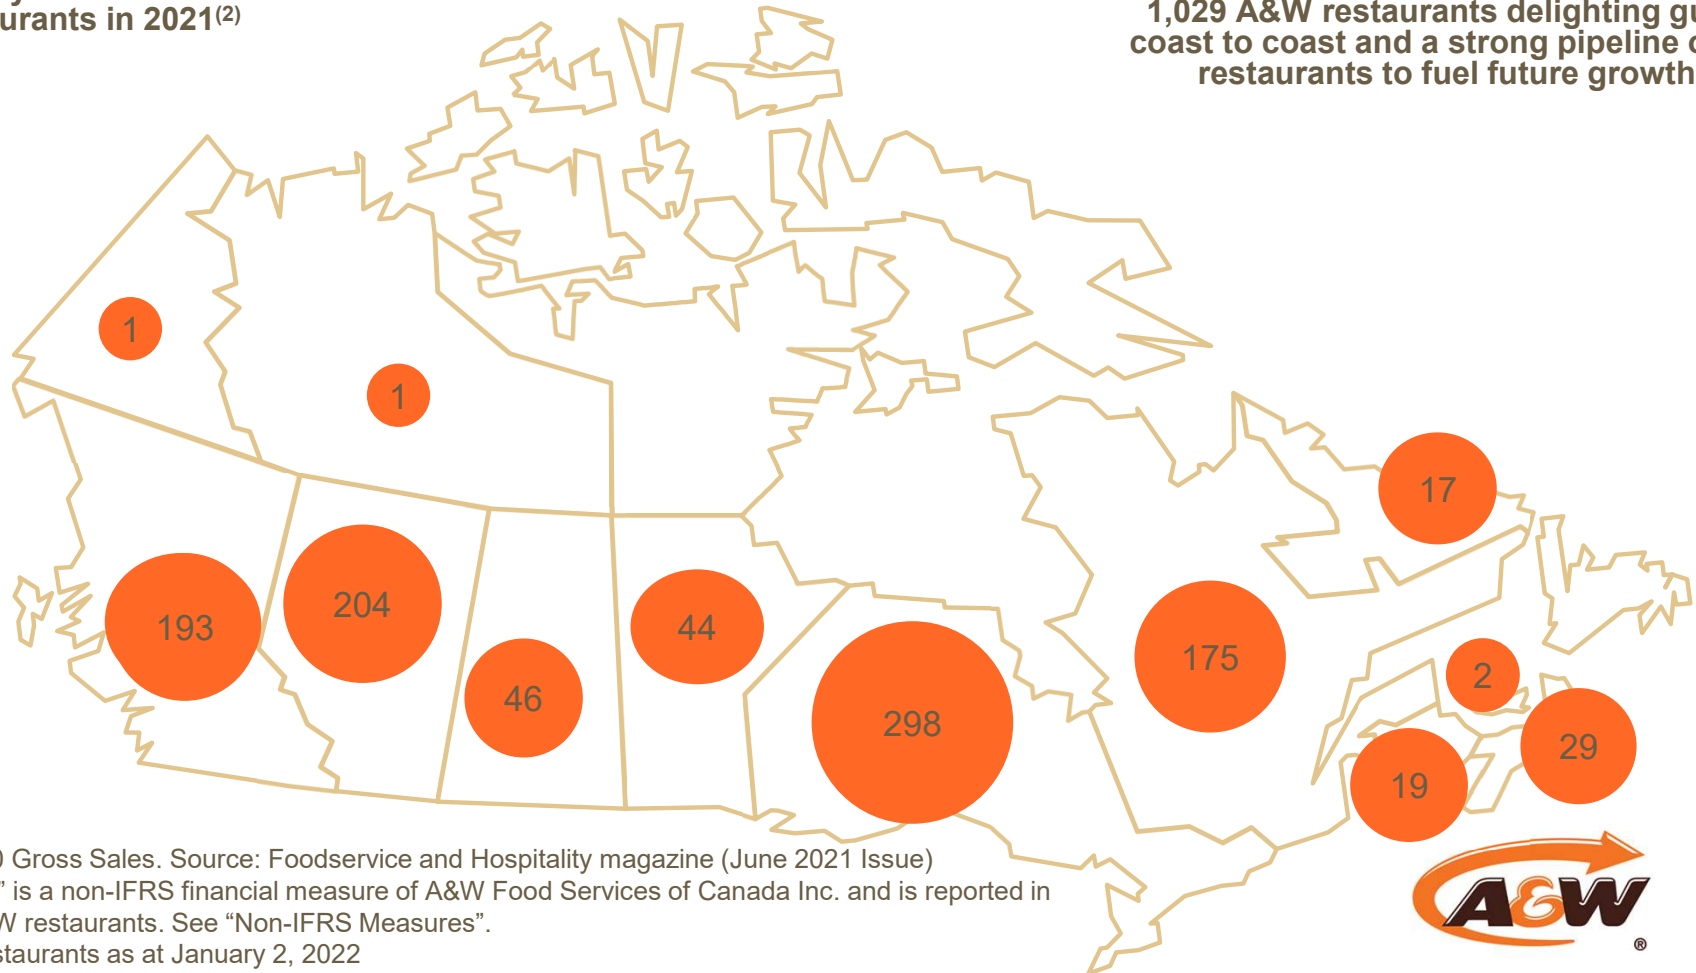 urants in 2021(2)
1,029 A&W restaurants delighting
coast to coast and a strong pipeline
restaurants to fuel future growth
1
1
17
193
204
44
175
46
298
2
29
19
Gross Sales. Source: Foodservice and Hospitality magazine (June 2021 Issue)
” is a non-IFRS financial measure of A&W Food Services of Canada Inc. and is reported in
W restaurants. See “Non-IFRS Measures”.
staurants as at January 2, 2022
A&W
®